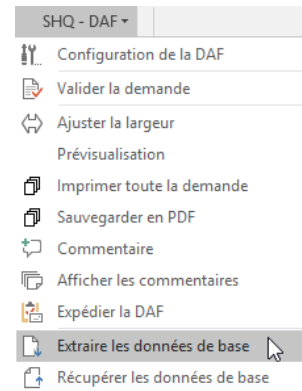 SHQ - DAF
Configuration de la DAF
Valider la demande
Ajuster la largeur
Prévisualisation
Imprimer toute la demande
Sauvegarder en PDF
Commentaire
Afficher les commentaires
Expédier la DAF
Extraire les données de base
Récupérer les données de base